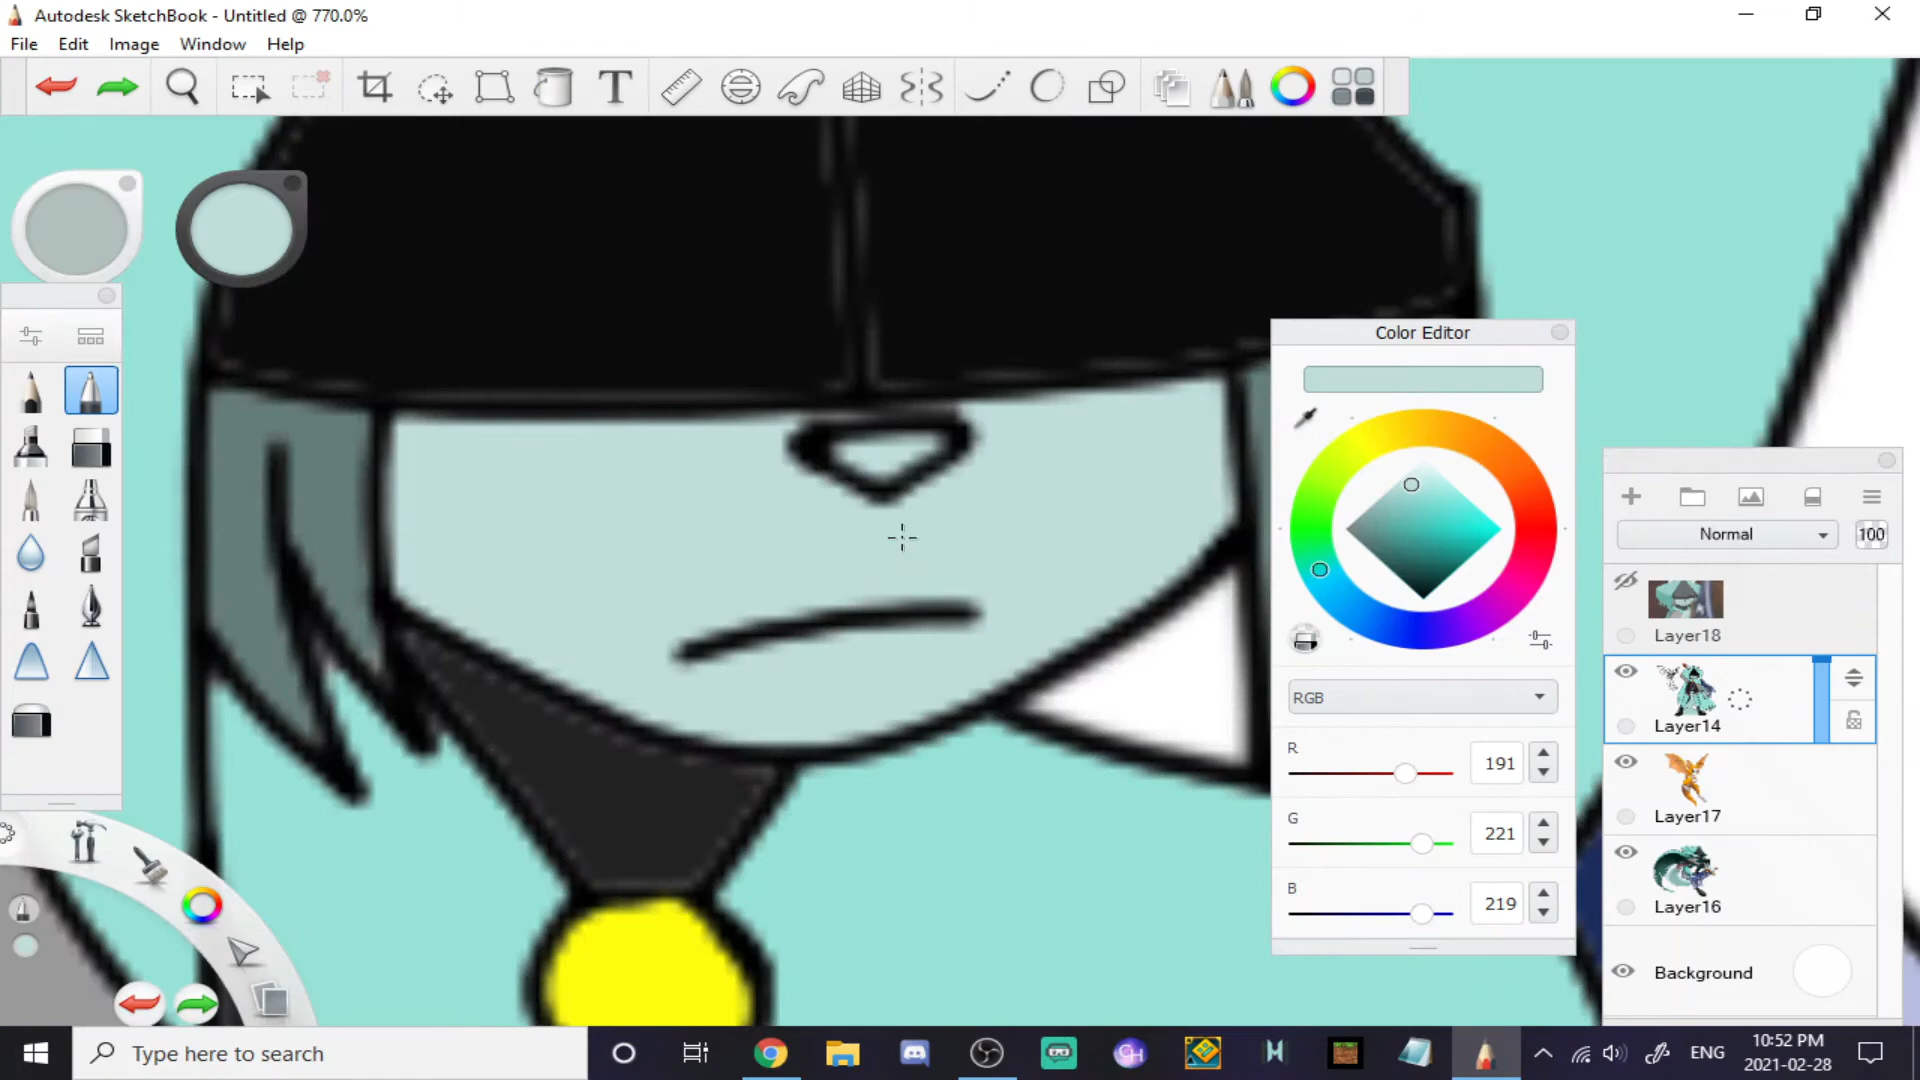 Autodesk SketchBook - Untitled @ 770.0%
File Edit Image Window Help
T
Color Editor
RGB
R 191
G 221
B 219
Normal 100
Layer18
Layer14
Layer17
Layer16
Background
Type here to search
CH
ENG
10:52 PM
2021-02-28